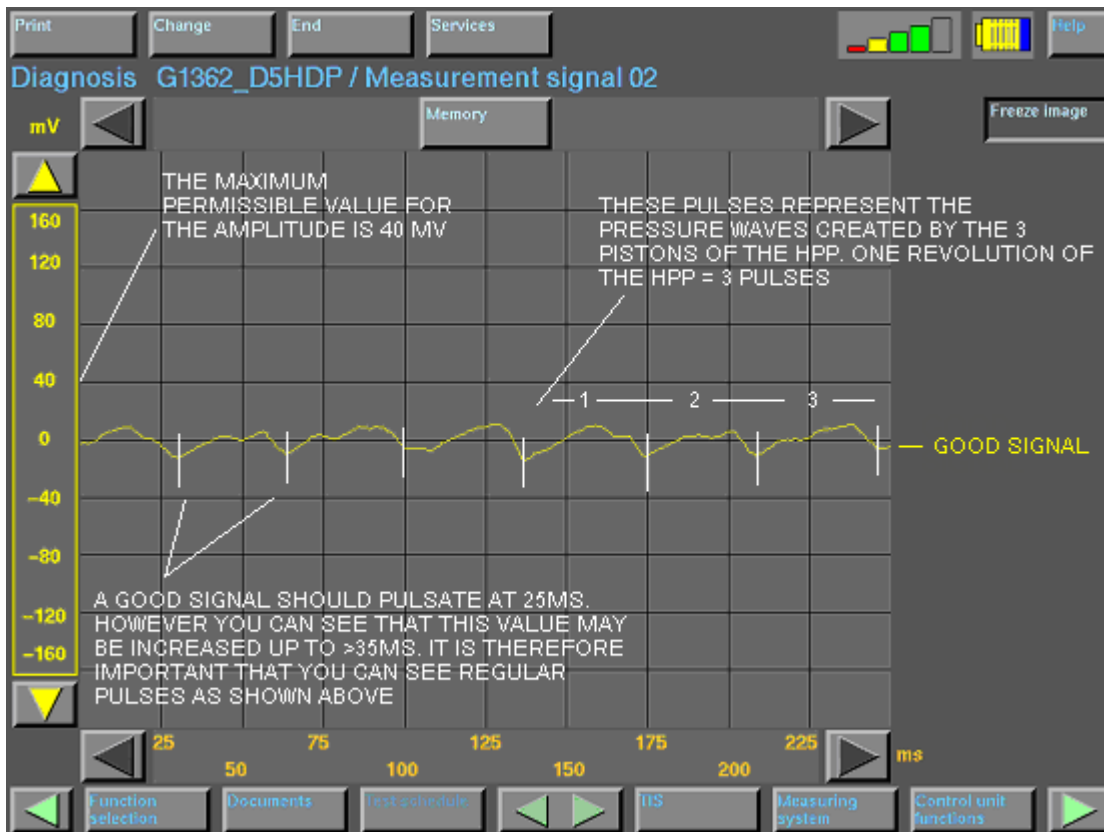 Print
Change
End
Services
Help
Diagnosis G1362_D5HDP / Measurement signal 02
mV
Memory
Freeze image
THE MAXIMUM
PERMISSIBLE VALUE FOR
THE AMPLITUDE IS 40 MV
THESE PULSES REPRESENT THE
PRESSURE WAVES CREATED BY THE 3
PISTONS OF THE HPP. ONE REVOLUTION OF
THE HPP = 3 PULSES
160
120
80
40
0
-40
-80
-120
-160
1 2 3
GOOD SIGNAL
A GOOD SIGNAL SHOULD PULSATE AT 25MS.
HOWEVER YOU CAN SEE THAT THIS VALUE MAY
BE INCREASED UP TO >35MS. IT IS THEREFORE
IMPORTANT THAT YOU CAN SEE REGULAR
PULSES AS SHOWN ABOVE
25 75 125 175 225 ms
50 100 150 200
Function
selection
Documents
Test schedule
TIS
Measuring
system
Control unit
functions